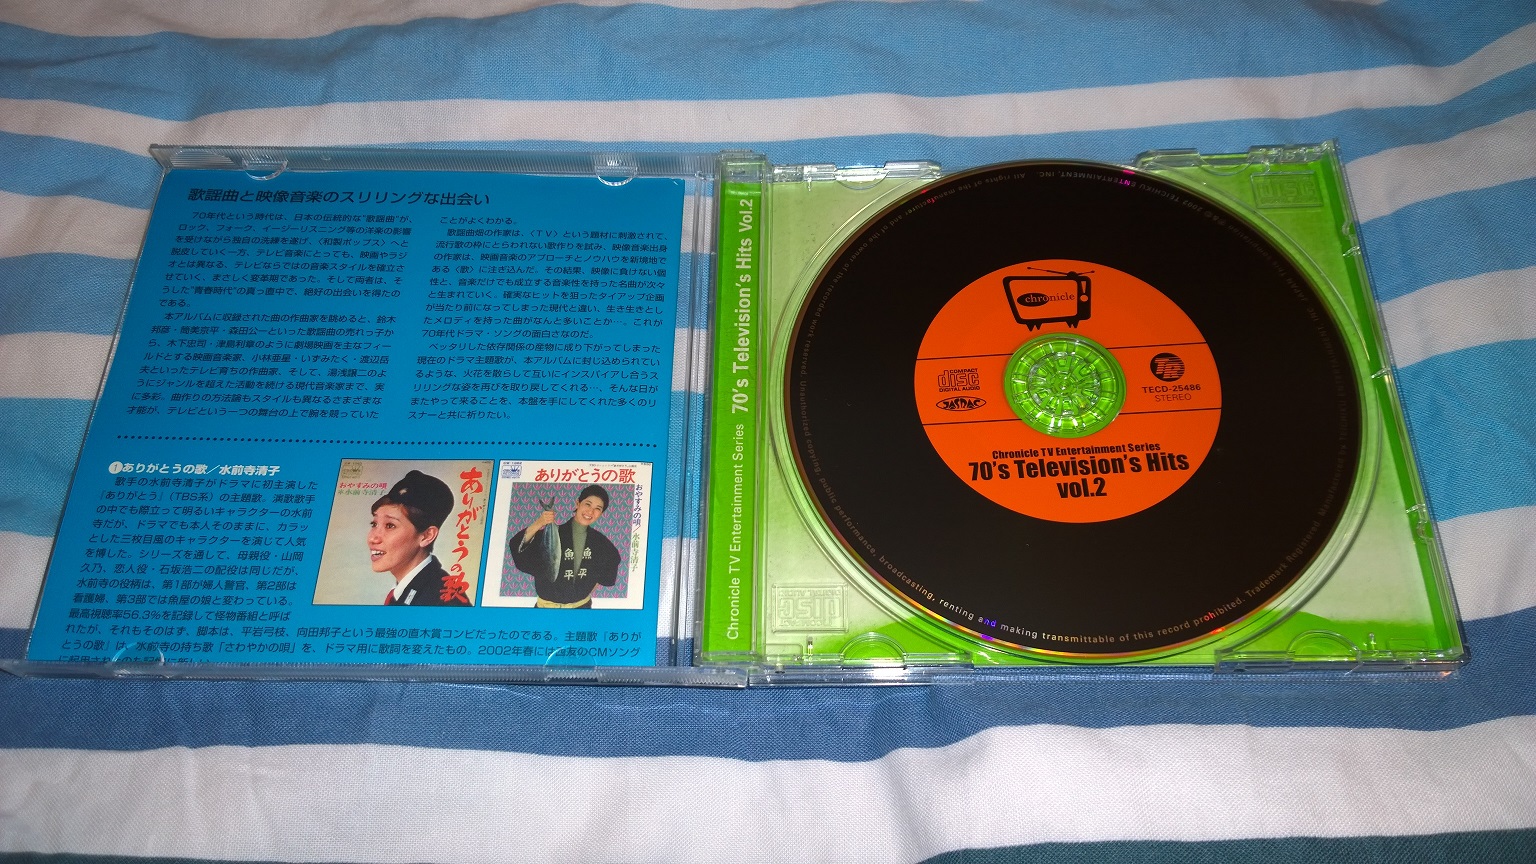 歌謡曲と映像音楽のスリリングな出会い
70年代という時代は、日本の伝統的な"歌謡曲"が、
ロック、フォーク、イージーリスニング等の洋楽の影響
を受けながら独自の洗練を遂げ、〈和製ポップス〉へと
脱皮していく一方、テレビ音楽にとっても、映画やラジ
オとは異なる、テレビならではの音楽スタイルを確立さ
せていく、まさしく変革期であった。そして両者は、そ
うした"青春時代"の真っ直中で、絶好の出会いを得たの
である。
本アルバムに収録された曲の作曲家を眺めると、鈴木
邦彦・筒美京平・森田公一といった歌謡曲の売れっ子か
ら、木下忠司・津島利章のように劇場映画を主なフィー
ルドとする映画音楽家、小林亜星・いずみたく・渡辺岳
夫といったテレビ育ちの作曲家、そして、湯浅譲二のよ
うにジャンルを超えた活動を続ける現代音楽家まで、実
に多彩。曲作りの方法論もスタイルも異なるさまざまな
才能が、テレビという一つの舞台の上で腕を競っていた
ことがよくわかる。
歌謡曲畑の作家は、〈TV〉という題材に刺激されて、
流行歌の枠にとらわれない歌作りを試み、映像音楽出身
の作家は、映画音楽のアプローチとノウハウを新境地で
ある〈歌〉に注ぎ込んだ。その結果、映像に負けない個
性と、音楽だけでも成立する音楽性を持った名曲が次々
と生まれていく。確実なヒットを狙ったタイアップ企画
が当たり前になってしまった現代と違い、生き生きとし
たメロディを持った曲がなんと多いことか…。これが
70年代ドラマ・ソングの面白さなのだ。
ベッタリした依存関係の産物に成り下がってしまった
現在のドラマ主題歌が、本アルバムに封じ込められてい
るような、火花を散らして互いにインスパイアし合うス
リリングな姿を再びを取り戻してくれる…、そんな日が
またやって来ることを、本盤を手にしてくれた多くのリ
スナーと共に祈りたい。
❶ありがとうの歌／水前寺清子
歌手の水前寺清子がドラマに初主演した
『ありがとう』(TBS系)の主題歌。演歌歌手
の中でも際立って明るいキャラクターの水前
寺だが、ドラマでも本人そのままに、カラッ
とした三枚目風のキャラクターを演じて人気
を博した。シリーズを通して、母親役・山岡
久乃、恋人役・石坂浩二の配役は同じだが、
水前寺の役柄は、第1部が婦人警官、第2部は
看護婦、第3部では魚屋の娘と変わっている。
最高視聴率56.3％を記録して怪物番組と呼ば
れたが、それもそのはず、脚本は、平岩弓枝、向田邦子という最強の直木賞コンビだったのである。主題歌「ありが
とうの歌」は、水前寺の持ち歌「さわやかの唄」を、ドラマ用に歌詞を変えたもの。2002年春には西友のCMソング
ありがとうの歌
おやすみの唄
水前寺清子
ありがとうの歌
おやすみの唄／水前寺清子
魚平
魚平
Chronicle TV Entertainment Series 70's Television's Hits Vol.2
chronicle
COMPACT
disc
DIGITAL AUDIO
JASRAC
TECD-25486
STEREO
Chronicle TV Entertainment Series
70's Television's Hits
vol.2
TEICHIKU ENTERTAINMENT, INC. All rights of the manufacturer and of the owner of the recorded work reserved. Unauthorized copying, public performance, broadcasting, renting and making transmittable of this record prohibited. Trademark Registered.
COMPACT
disc